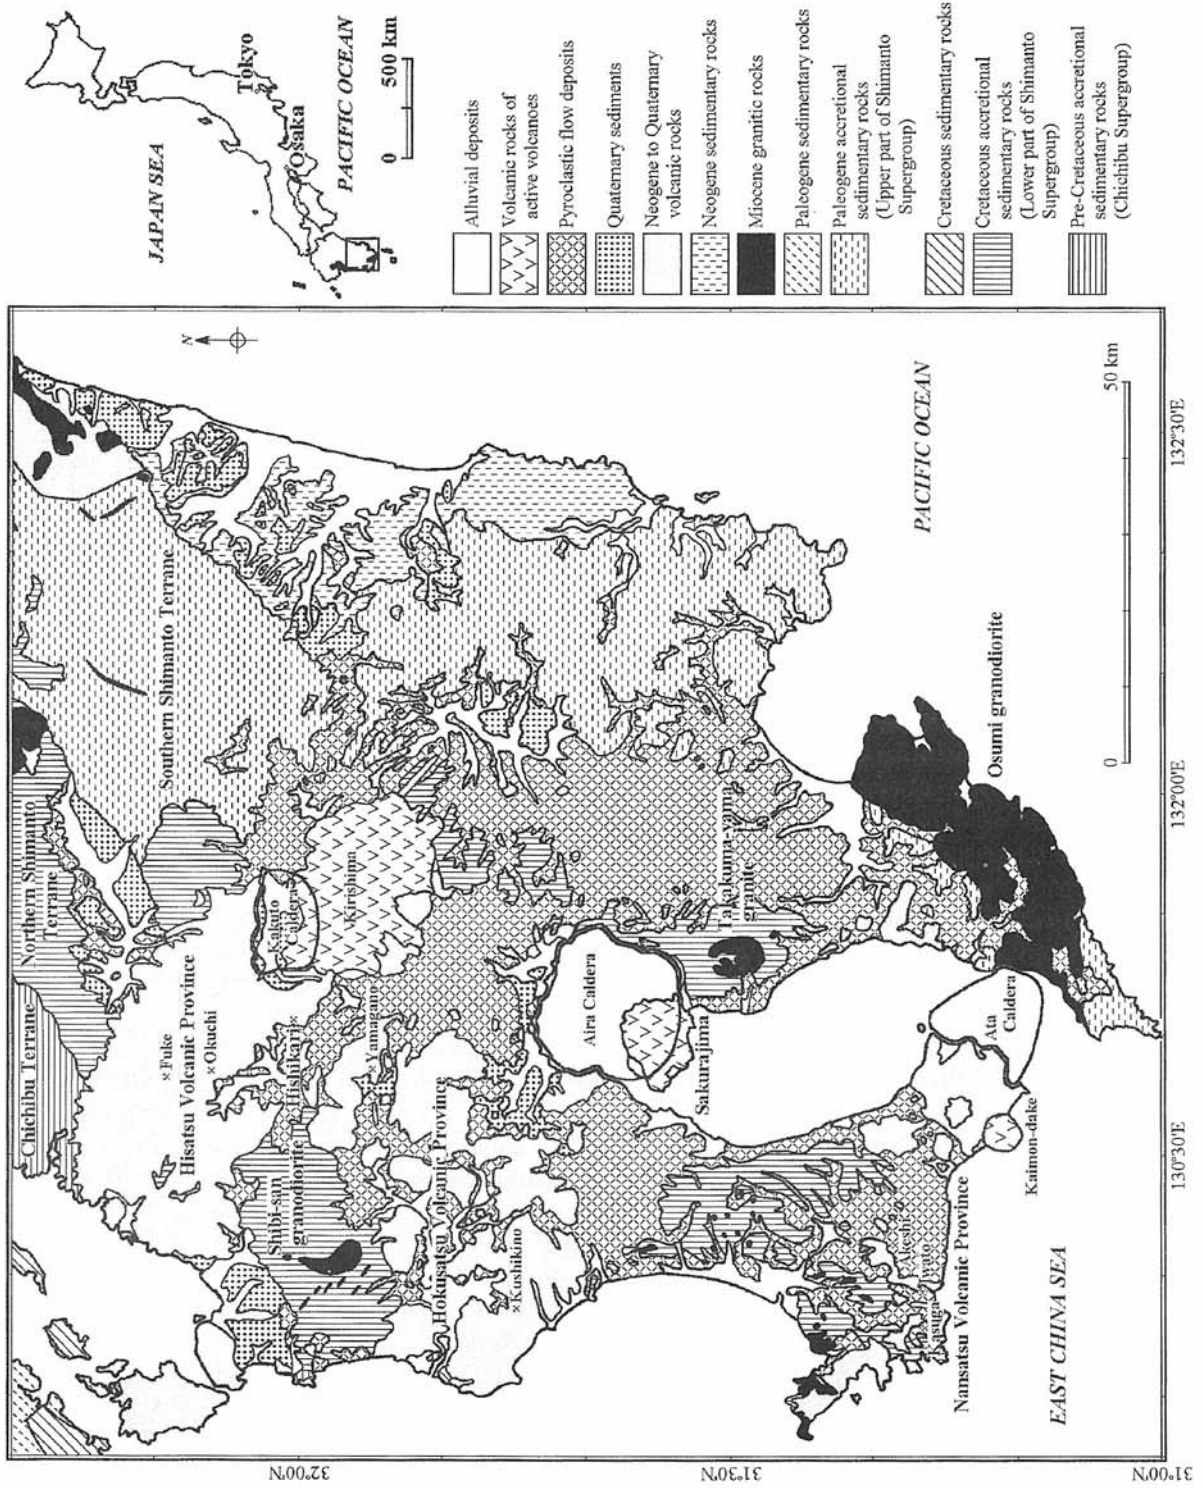 JAPAN SEA
Tokyo
Osaka
PACIFIC OCEAN
0
500 km
Alluvial deposits
Volcanic rocks of
active volcanoes
Pyroclastic flow deposits
Quaternary sediments
Neogene to Quaternary
volcanic rocks
Neogene sedimentary rocks
Miocene granitic rocks
Paleogene sedimentary rocks
Paleogene accretional
sedimentary rocks
(Upper part of Shimanto
Supergroup)
Cretaceous sedimentary rocks
Cretaceous accretional
sedimentary rocks
(Lower part of Shimanto
Supergroup)
Pre-Cretaceous accretional
sedimentary rocks
(Chichibu Supergroup)
N
Chichibu Terrane
Northern Shimanto
Terrane
Southern Shimanto Terrane
×Fuke
Hisatsu Volcanic Province
×Okuchi
Kakuto
Caldera
Kirishima
Hishikari×
Shibi-san
granodiorite
×Yamagano
Hokusatsu Volcanic Province
×Kushikino
Aira Caldera
Sakurajima
Takakuma-yama
granite
Akeshi
Iwato
Kasuga
Nansatsu Volcanic Province
Ata
Caldera
Kaimon-dake
Osumi granodiorite
PACIFIC OCEAN
EAST CHINA SEA
0
50 km
32°00'N
31°30'N
31°00'N
130°30'E
132°0'E
132°30'E